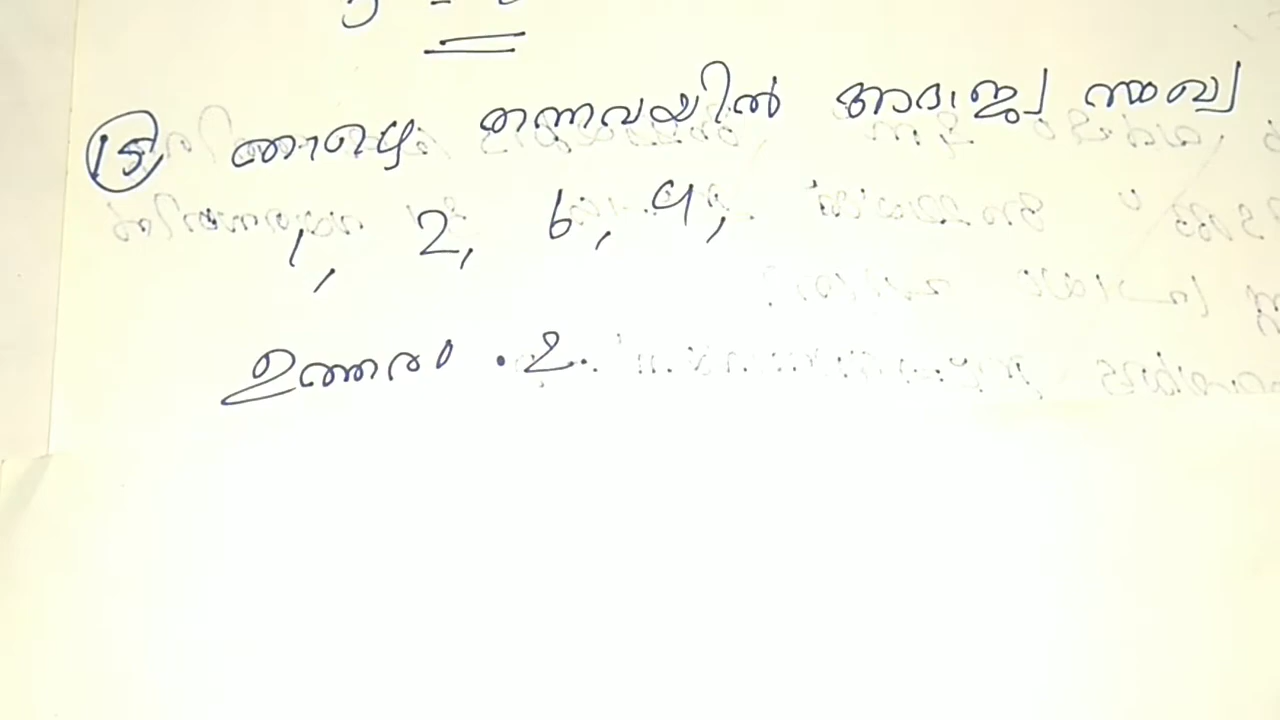 15 താഴെ തന്നവയിൽ അഭാജ്യ സംഖ്യ
1, 2, 6, 9,
ഉത്തരം . 2.